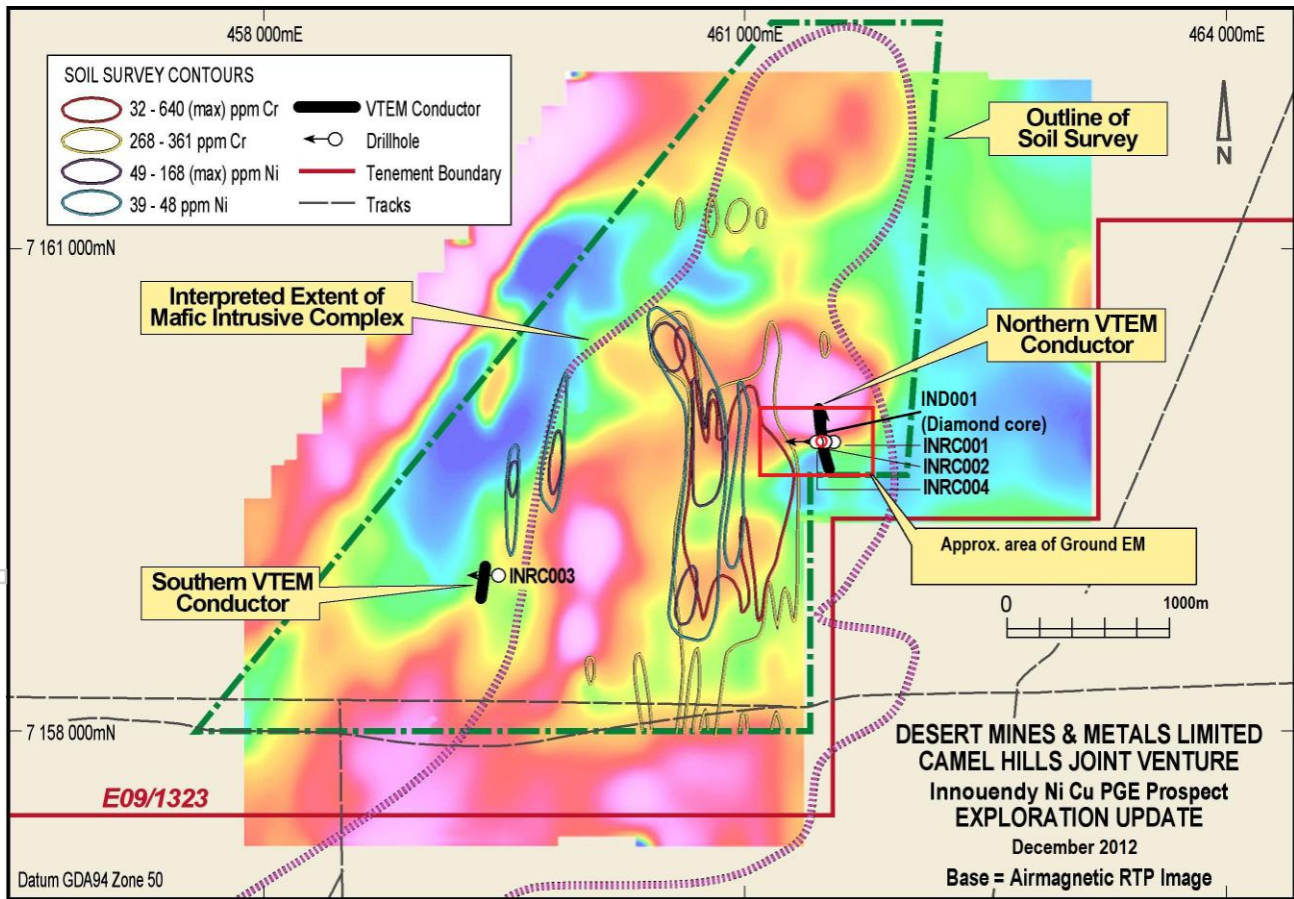 458 000mE
461 000mE
464 000mE
SOIL SURVEY CONTOURS
32 - 640 (max) ppm Cr
268 - 361 ppm Cr
49 - 168 (max) ppm Ni
39 - 48 ppm Ni
VTEM Conductor
Drillhole
Tenement Boundary
Tracks
Outline of
Soil Survey
N
7 161 000mN
Interpreted Extent of
Mafic Intrusive Complex
Northern VTEM
Conductor
IND001
(Diamond core)
INRC001
INRC002
INRC004
Approx. area of Ground EM
Southern VTEM
Conductor
INRC003
0
1000m
7 158 000mN
E09/1323
DESERT MINES & METALS LIMITED
CAMEL HILLS JOINT VENTURE
Innouendy Ni Cu PGE Prospect
EXPLORATION UPDATE
December 2012
Base = Airmagnetic RTP Image
Datum GDA94 Zone 50